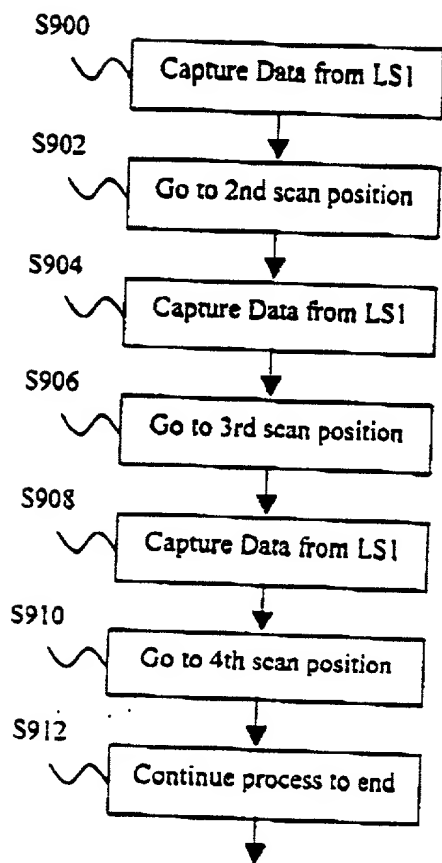 S900
Capture Data from LS1
S902
Go to 2nd scan position
S904
Capture Data from LS1
S906
Go to 3rd scan position
S908
Capture Data from LS1
S910
Go to 4th scan position
S912
Continue process to end